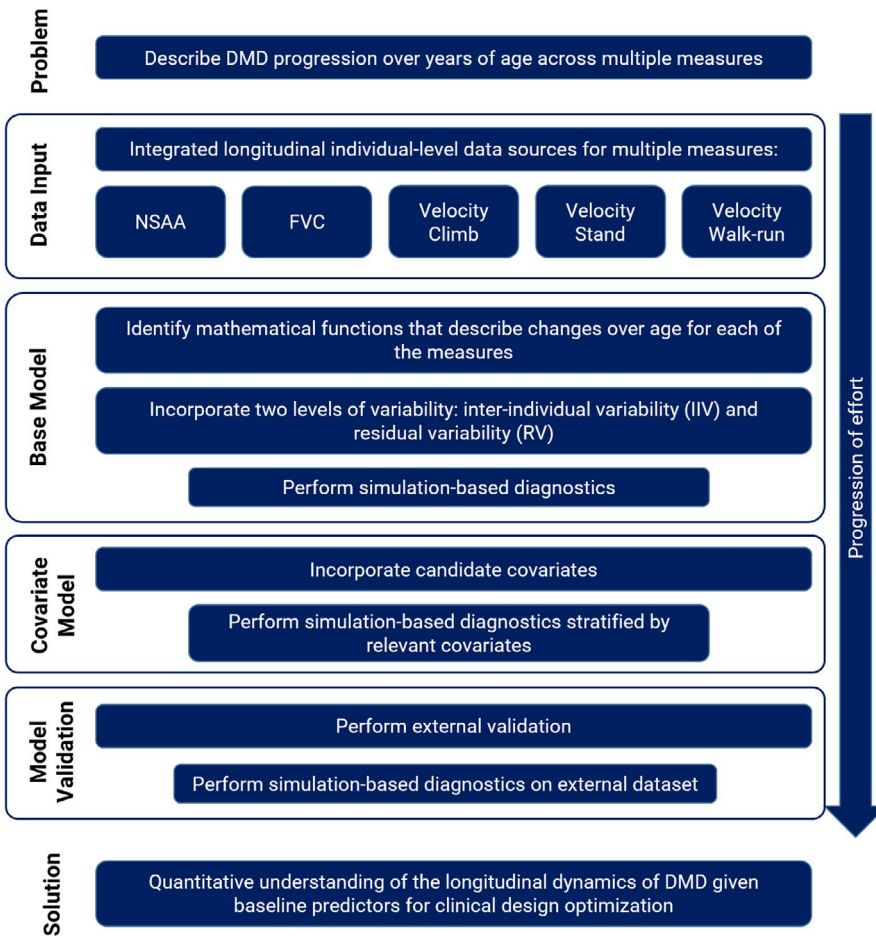 Problem
Describe DMD progression over years of age across multiple measures
Data Input
Integrated longitudinal individual-level data sources for multiple measures:
NSAA
FVC
Velocity
Climb
Velocity
Stand
Velocity
Walk-run
Base Model
Identify mathematical functions that describe changes over age for each of
the measures
Incorporate two levels of variability: inter-individual variability (IIV) and
residual variability (RV)
Perform simulation-based diagnostics
Covariate
Model
Incorporate candidate covariates
Perform simulation-based diagnostics stratified by
relevant covariates
Model
Validation
Perform external validation
Perform simulation-based diagnostics on external dataset
Solution
Quantitative understanding of the longitudinal dynamics of DMD given
baseline predictors for clinical design optimization
Progression of effort